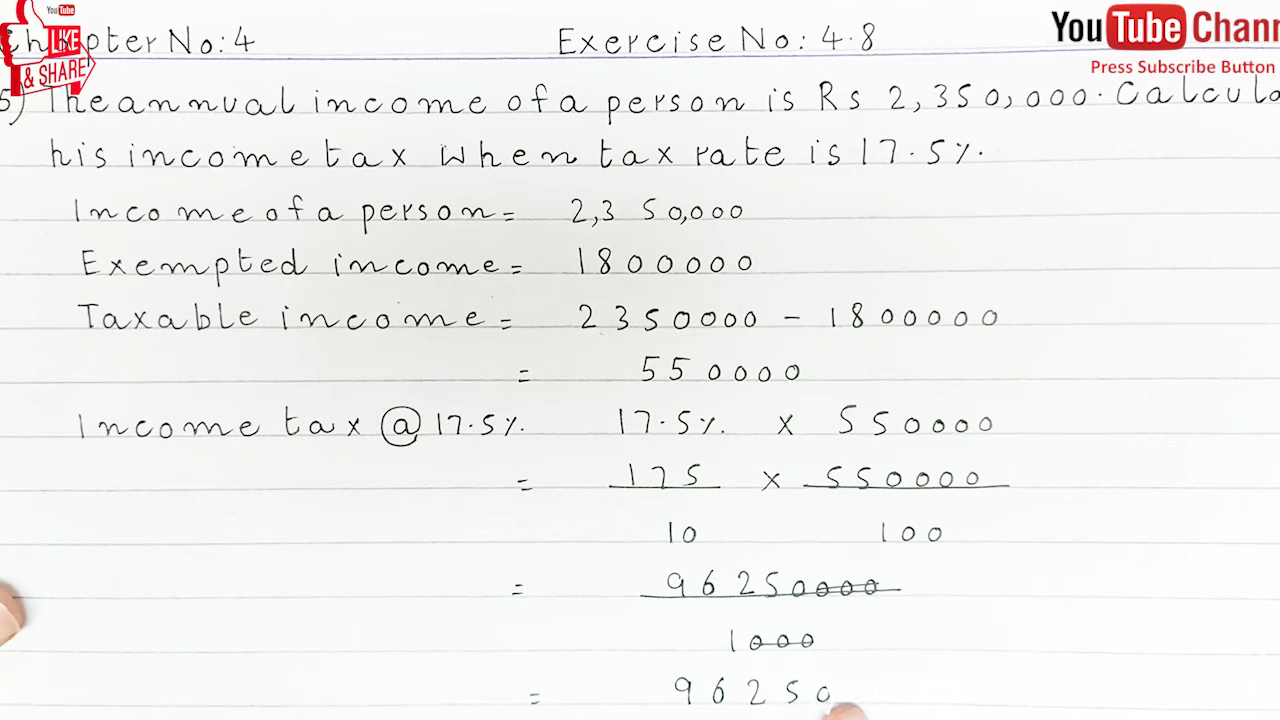 YouTube
LIKE
& SHARE
YouTube Chann
Press Subscribe Button
Chapter No: 4 Exercise No: 4.8
5) The annual income of a person is Rs 2,350,000. Calcula
his income tax when tax rate is 17.5%.
Income of a person = 2,350,000
Exempted income = 1800000
Taxable income = 2350000 - 1800000
= 550000
Income tax @ 17.5% 17.5% x 550000
= 175 x 550000
10 100
= 96250000
1000
= 96250